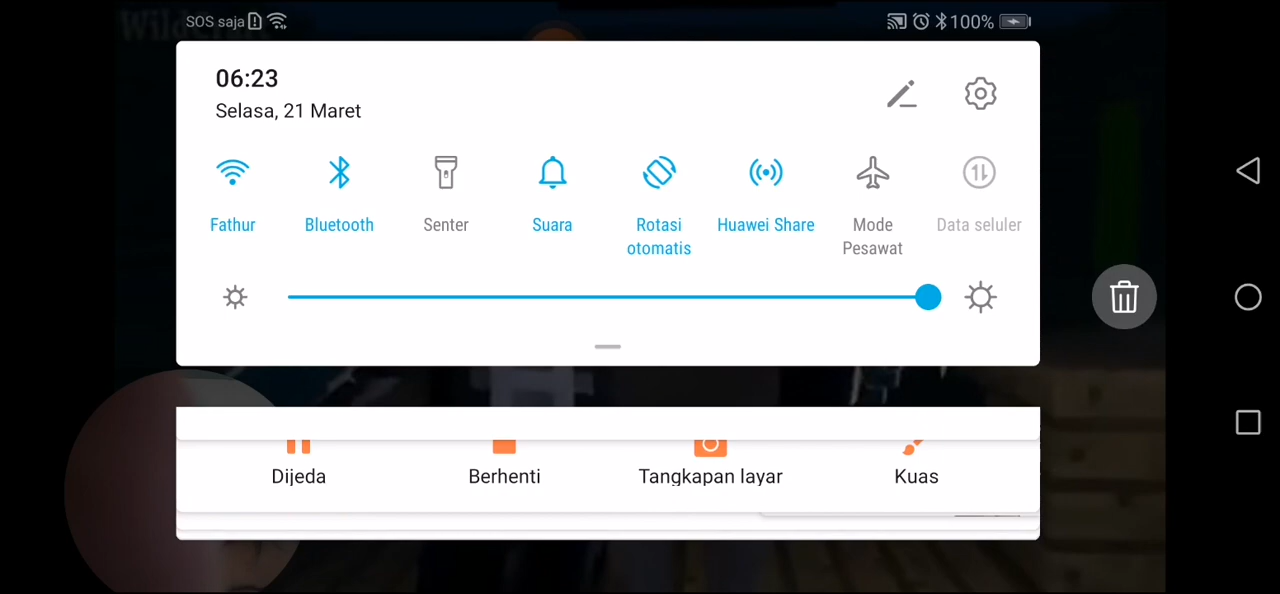 SOS saja
100%
06:23
Selasa, 21 Maret
Fathur
Bluetooth
Senter
Suara
Rotasi
otomatis
Huawei Share
Mode
Pesawat
Data seluler
Dijeda
Berhenti
Tangkapan layar
Kuas